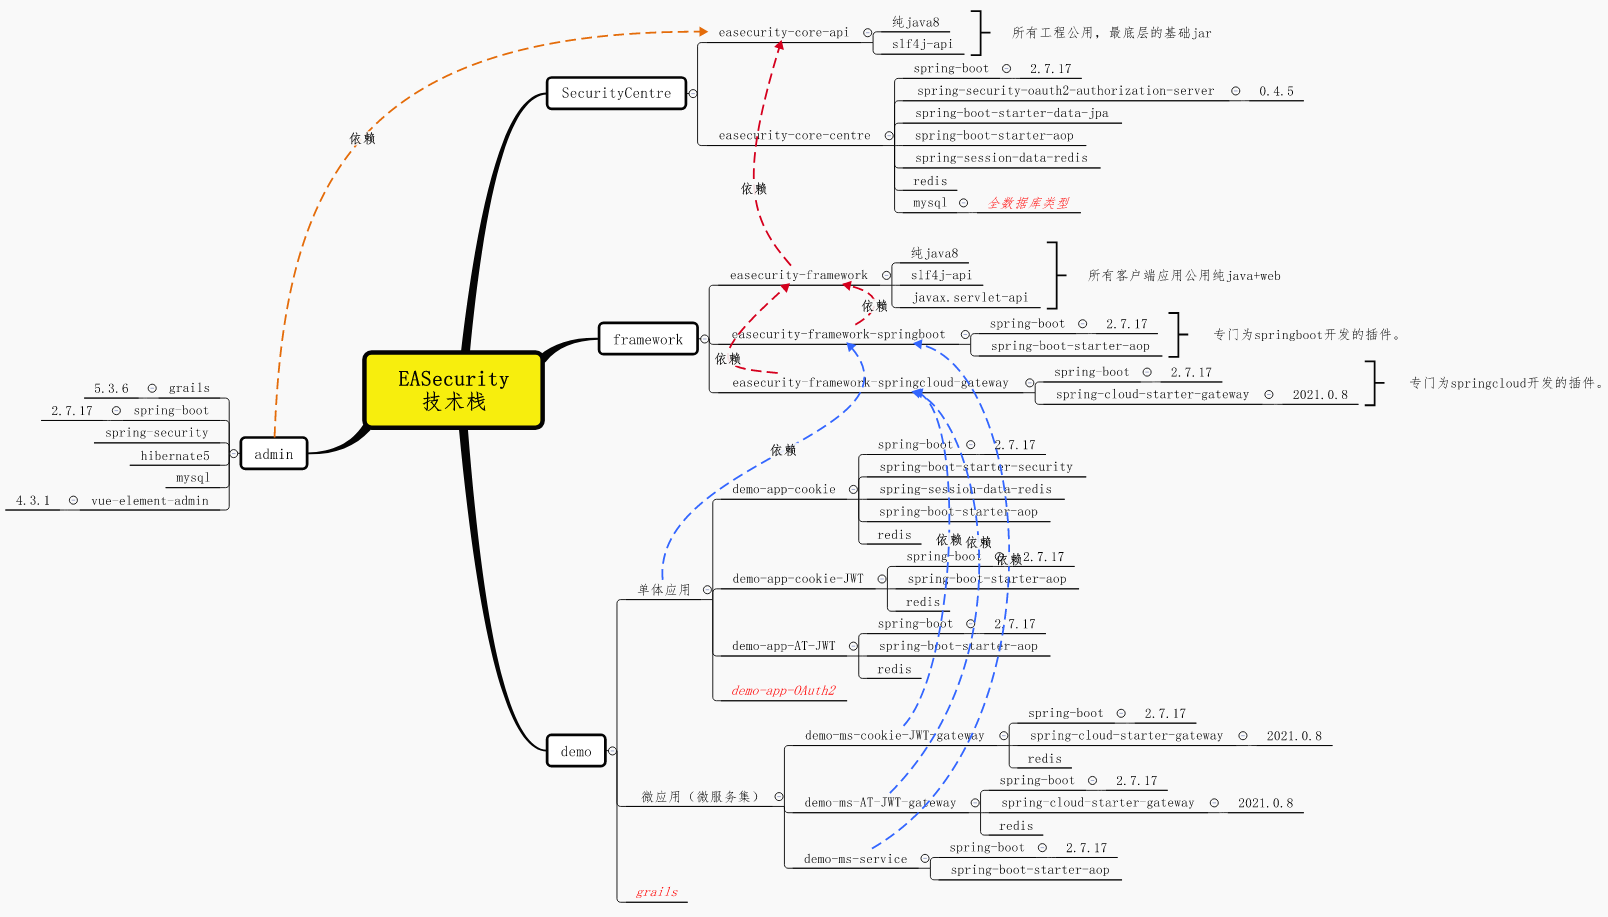 EASecurity
技术栈
SecurityCentre
easecurity-core-api
纯java8
slf4j-api
所有工程公用，最底层的基础jar
easecurity-core-centre
spring-boot
2.7.17
spring-security-oauth2-authorization-server
0.4.5
spring-boot-starter-data-jpa
spring-boot-starter-aop
spring-session-data-redis
redis
mysql
全数据库类型
依赖
依赖
framework
easecurity-framework
纯java8
slf4j-api
javax.servlet-api
所有客户端应用公用纯java+web
依赖
easecurity-framework-springboot
spring-boot
2.7.17
spring-boot-starter-aop
专门为springboot开发的插件。
依赖
easecurity-framework-springcloud-gateway
spring-boot
2.7.17
spring-cloud-starter-gateway
2021.0.8
专门为springcloud开发的插件。
admin
5.3.6
grails
2.7.17
spring-boot
spring-security
hibernate5
mysql
4.3.1
vue-element-admin
demo
单体应用
依赖
demo-app-cookie
spring-boot
2.7.17
spring-boot-starter-security
spring-session-data-redis
spring-boot-starter-aop
redis
依赖
依赖
依赖
demo-app-cookie-JWT
spring-boot
2.7.17
spring-boot-starter-aop
redis
demo-app-AT-JWT
spring-boot
2.7.17
spring-boot-starter-aop
redis
demo-app-OAuth2
微应用（微服务集）
demo-ms-cookie-JWT-gateway
spring-boot
2.7.17
spring-cloud-starter-gateway
2021.0.8
redis
demo-ms-AT-JWT-gateway
spring-boot
2.7.17
spring-cloud-starter-gateway
2021.0.8
redis
demo-ms-service
spring-boot
2.7.17
spring-boot-starter-aop
grails